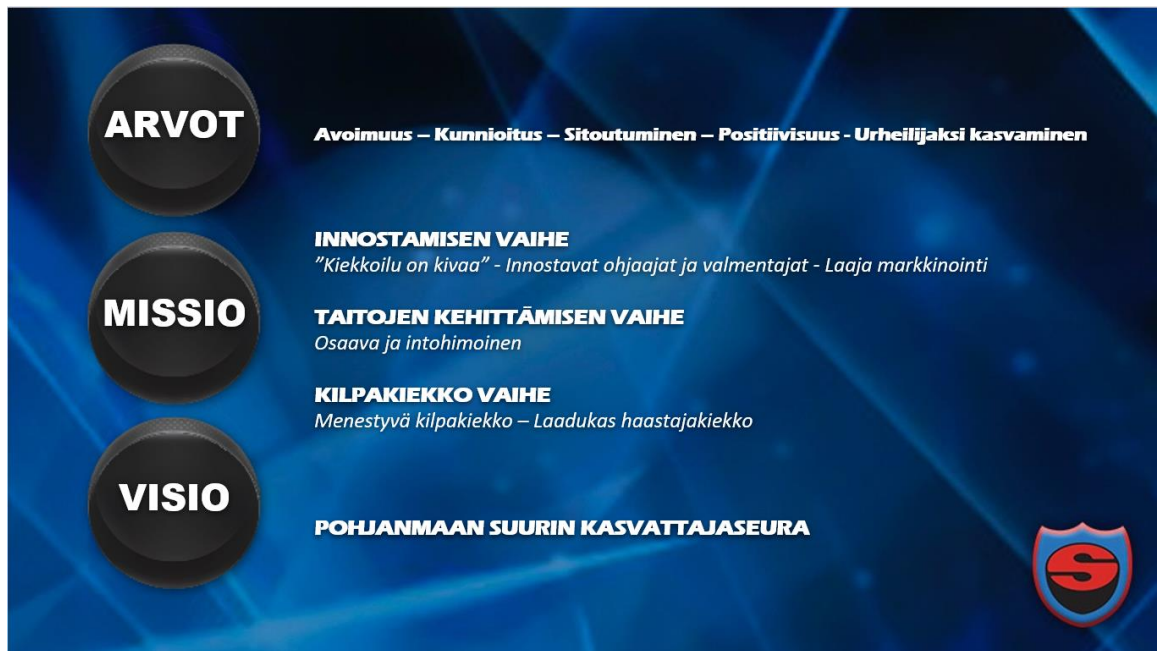 ARVOT
Avoimuus – Kunnioitus – Sitoutuminen – Positiivisuus - Urheilijaksi kasvaminen
MISSIO
INNOSTAMISEN VAIHE
”Kiekkoilu on kivaa” - Innostavat ohjaajat ja valmentajat - Laaja markkinointi
TAITOJEN KEHITTÄMISEN VAIHE
Osaava ja intohimoinen
KILPAKIEKKO VAIHE
Menestyvä kilpakiekko – Laadukas haastajakiekko
VISIO
POHJANMAAN SUURIN KASVATTAJASEURA
S